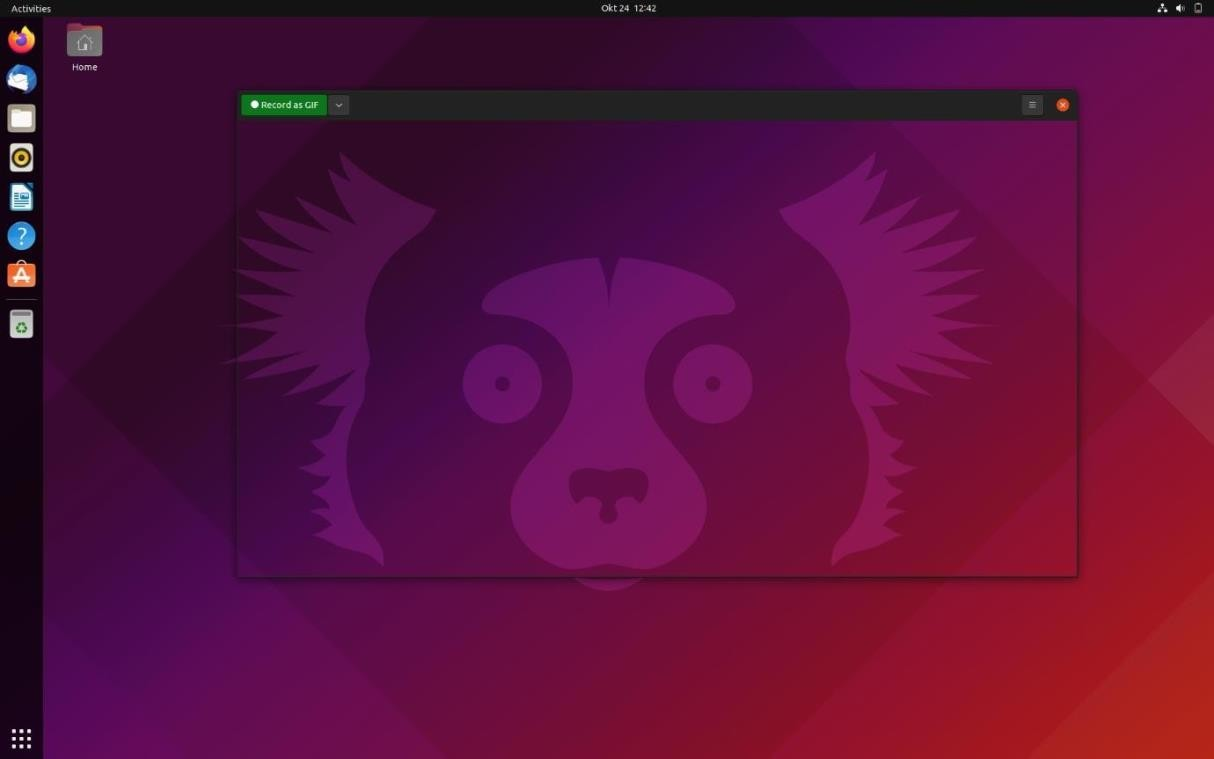 Activities
Okt 24 12:42
Home
Record as GIF